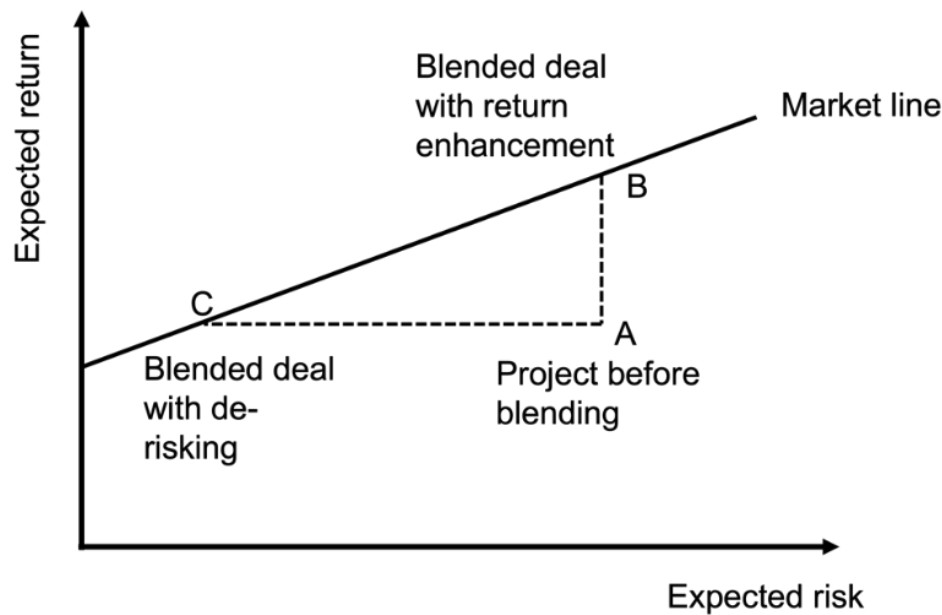 Expected return
Blended deal
with return
enhancement
Market line
B
C
A
Blended deal
with de-
risking
Project before
blending
Expected risk